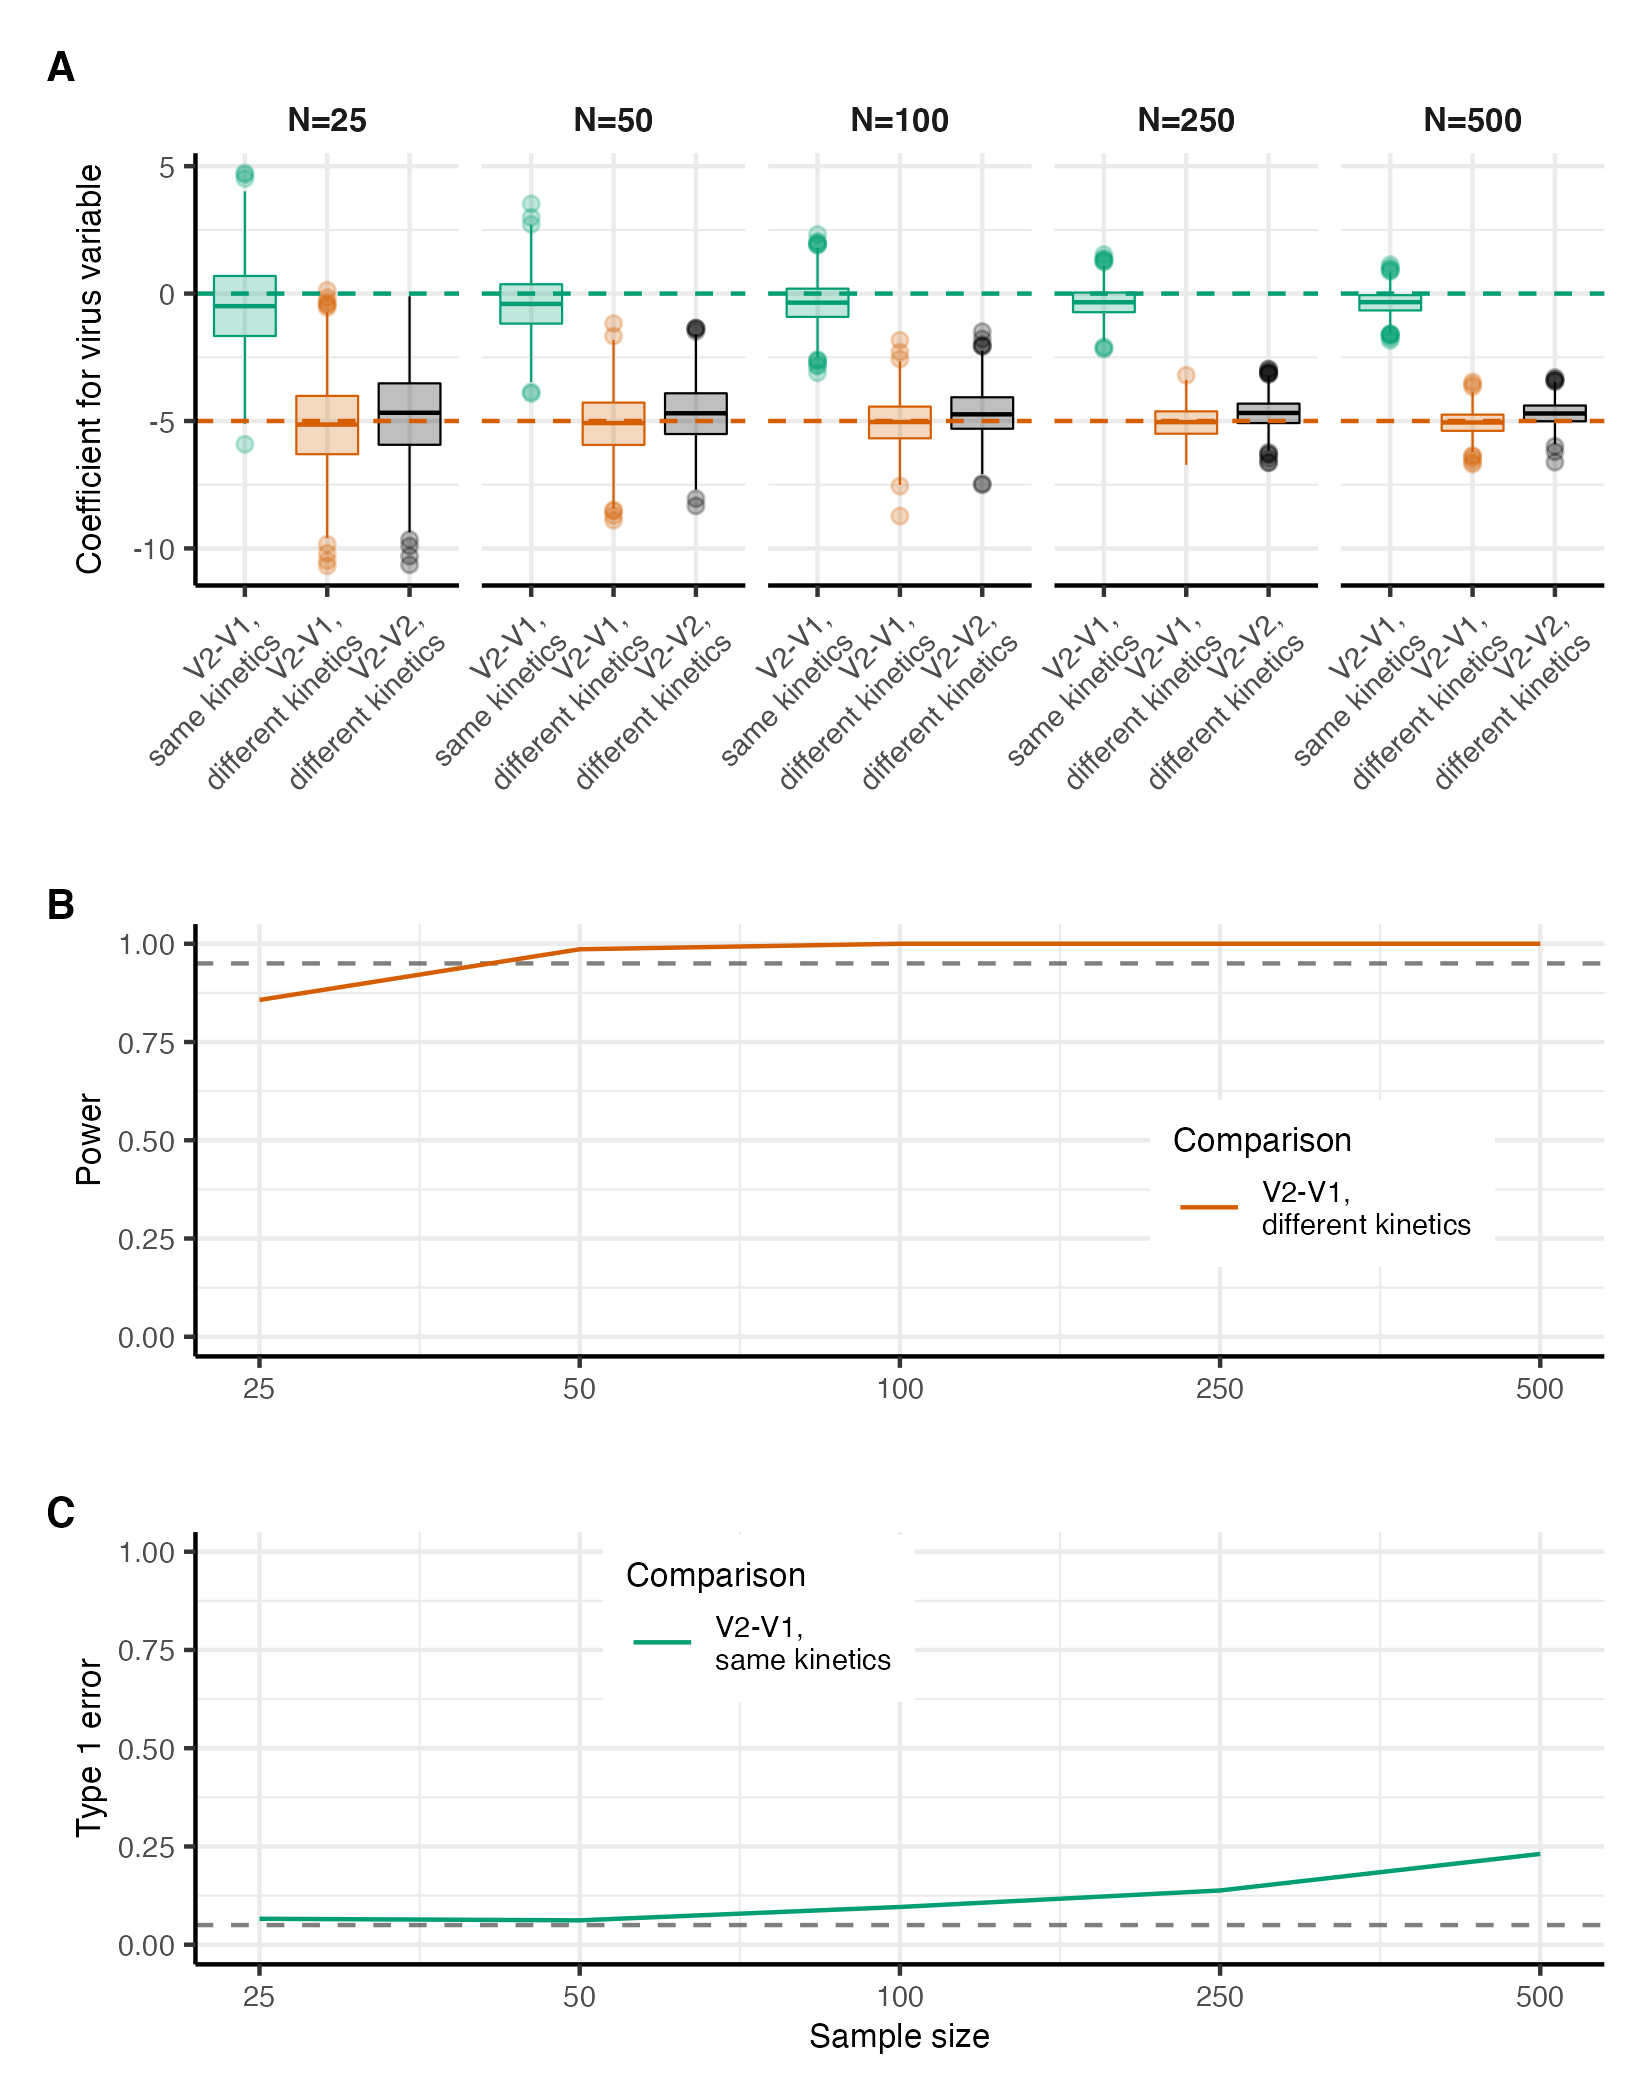 A
N=25
N=50
N=100
N=250
N=500
Coefficient for virus variable
5
0
-5
-10
V2-V1,
same kinetics
V2-V1,
different kinetics
V2-V2,
different kinetics
V2-V1,
same kinetics
V2-V1,
different kinetics
V2-V2,
different kinetics
V2-V1,
same kinetics
V2-V1,
different kinetics
V2-V2,
different kinetics
V2-V1,
same kinetics
V2-V1,
different kinetics
V2-V2,
different kinetics
V2-V1,
same kinetics
V2-V1,
different kinetics
V2-V2,
different kinetics
B
Power
1.00
0.75
0.50
0.25
0.00
Comparison
V2-V1,
different kinetics
25
50
100
250
500
C
Type 1 error
1.00
0.75
0.50
0.25
0.00
Comparison
V2-V1,
same kinetics
25
50
100
250
500
Sample size